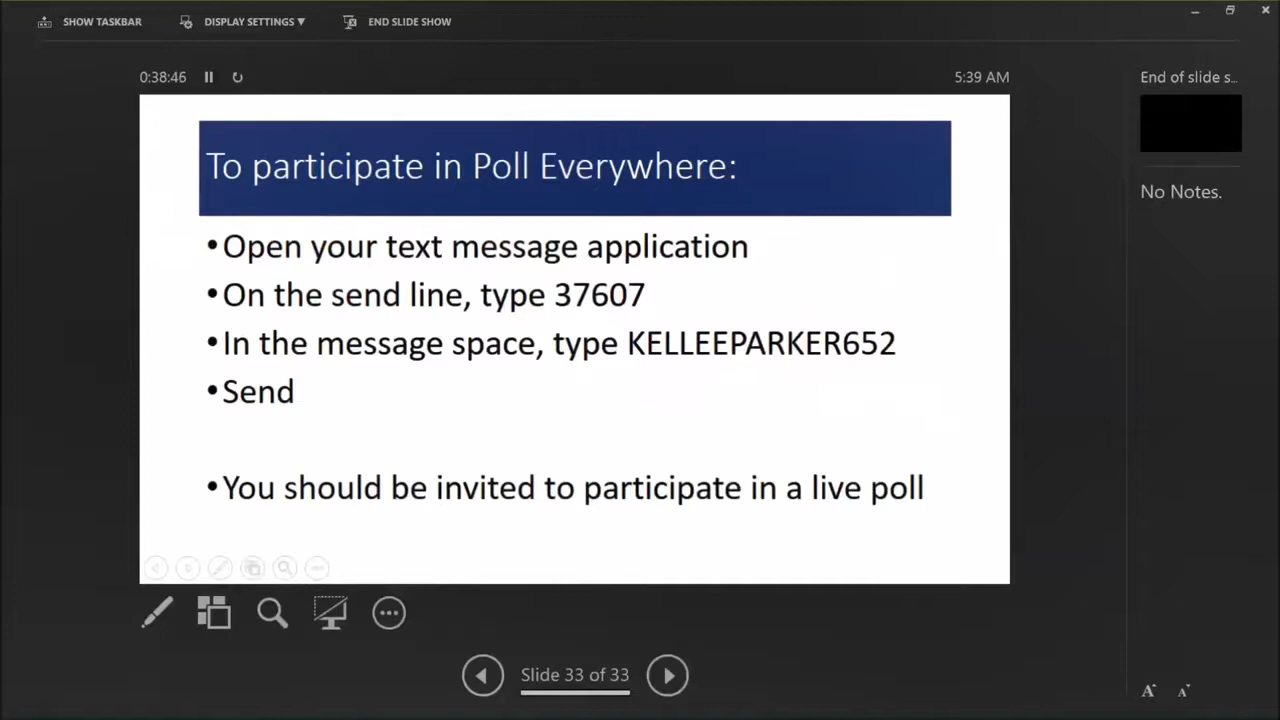 SHOW TASKBAR DISPLAY SETTINGS ▼ END SLIDE SHOW
0:38:46 5:39 AM End of slide s...
To participate in Poll Everywhere:
•Open your text message application
•On the send line, type 37607
•In the message space, type KELLEEPARKER652
•Send
•You should be invited to participate in a live poll
No Notes.
Slide 33 of 33
A A